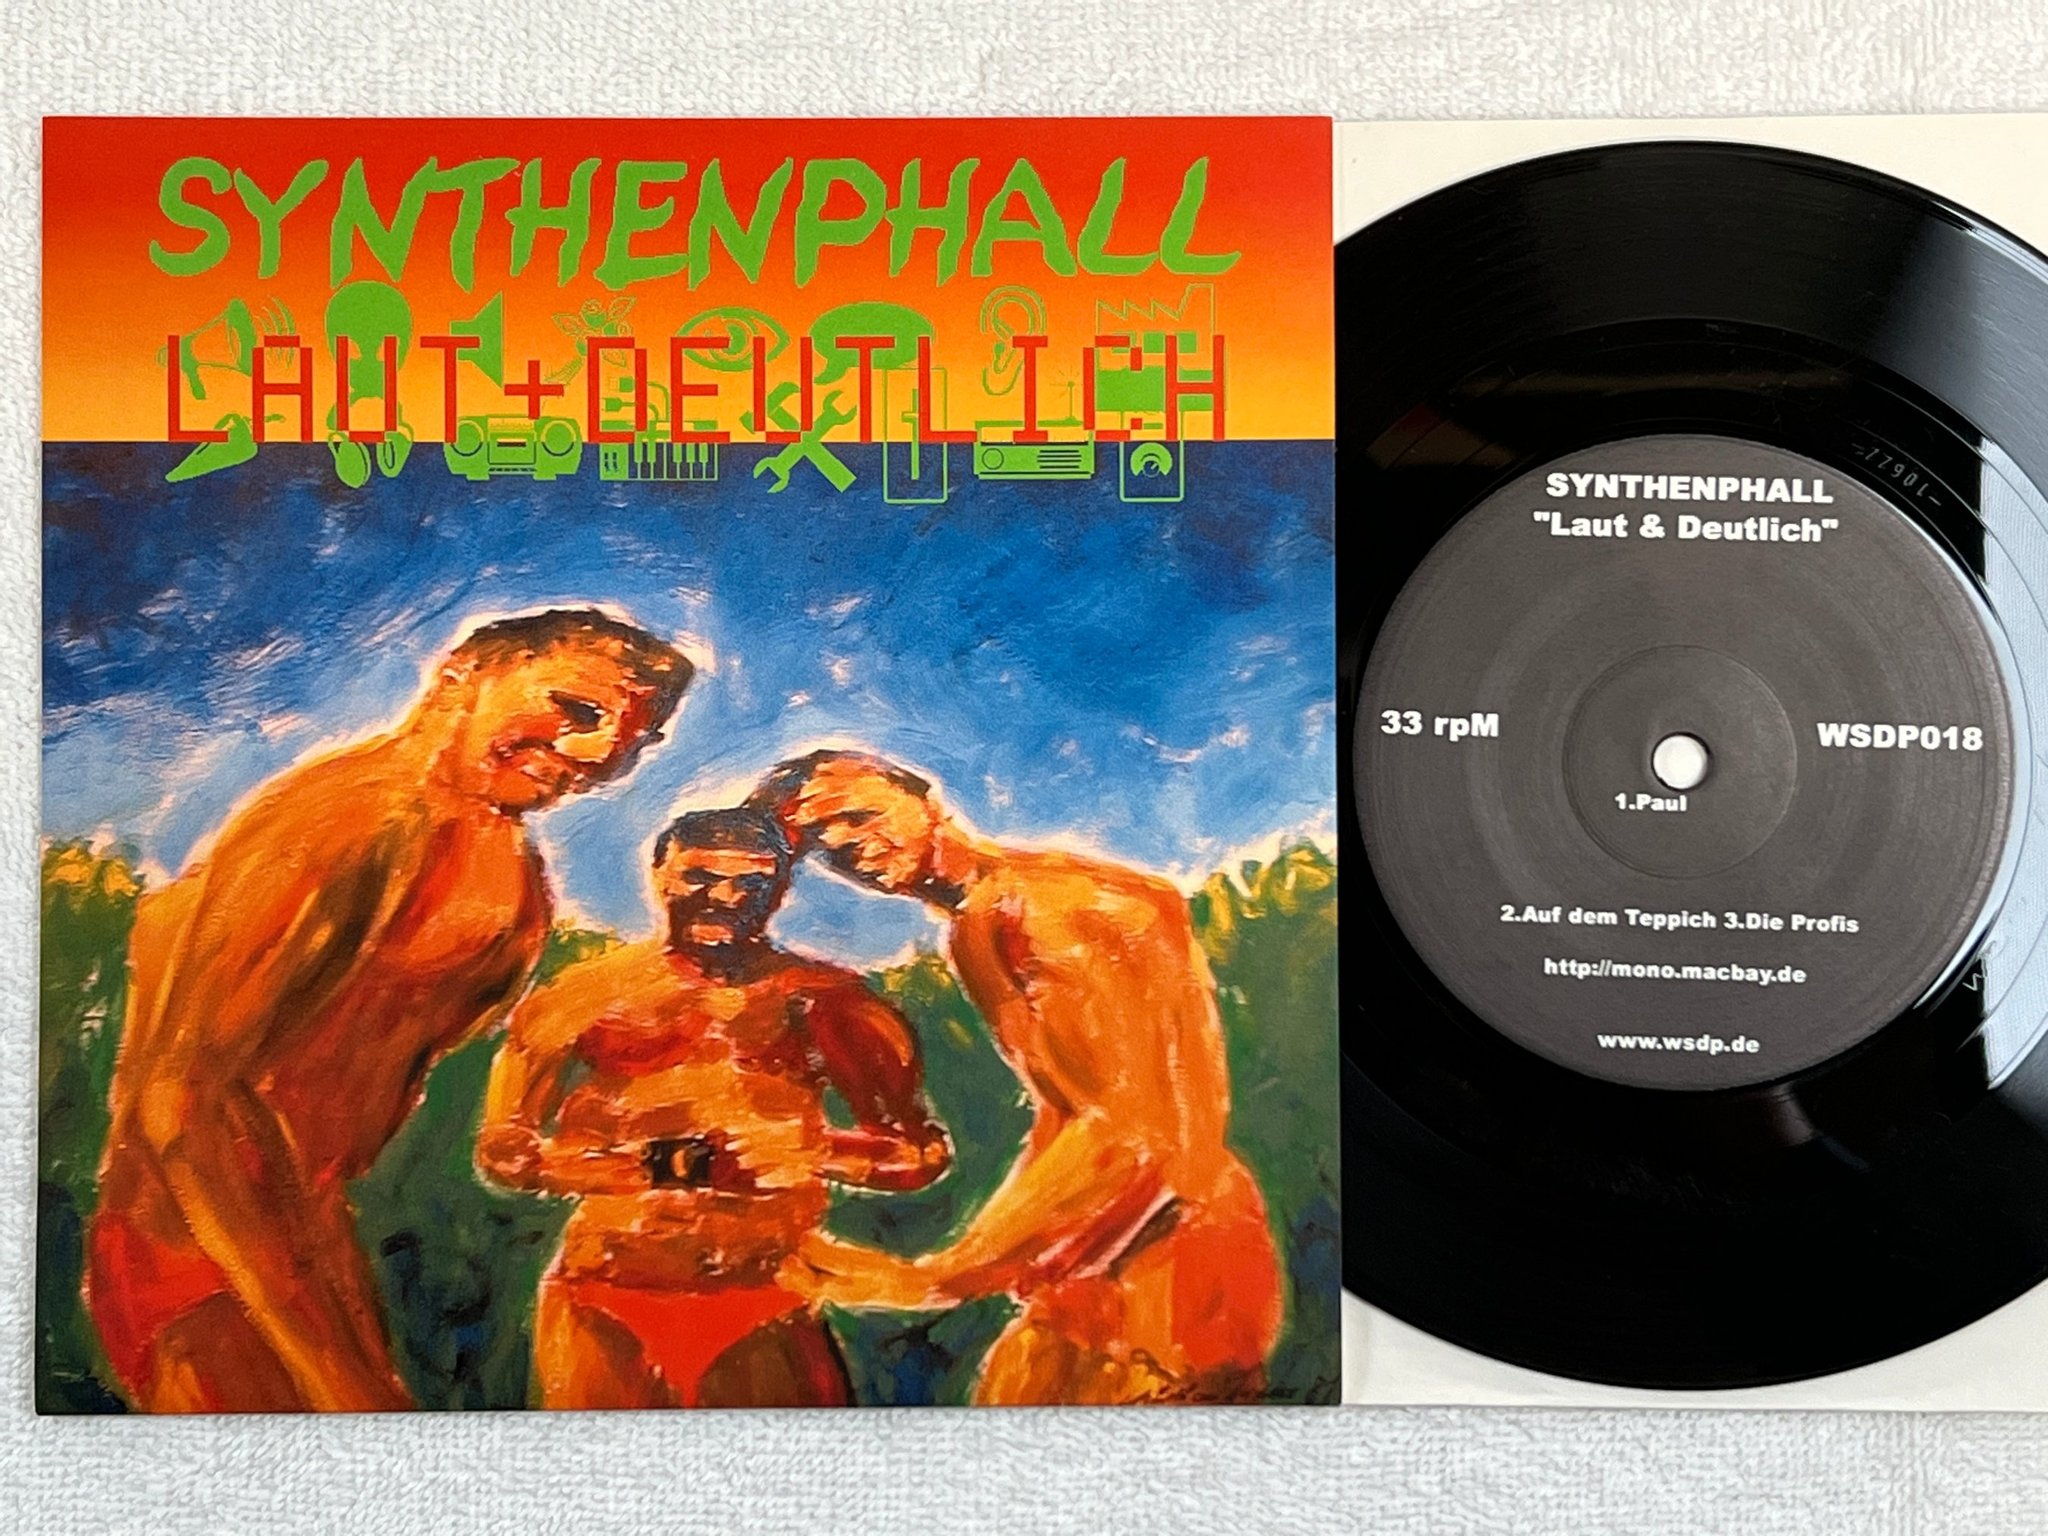 SYNTHENPHALL
LAUT+DEUTLICH
SYNTHENPHALL
"Laut & Deutlich"
33 rpM
WSDP018
1.Paul
2.Auf dem Teppich 3.Die Profis
http://mono.macbay.de
www.wsdp.de